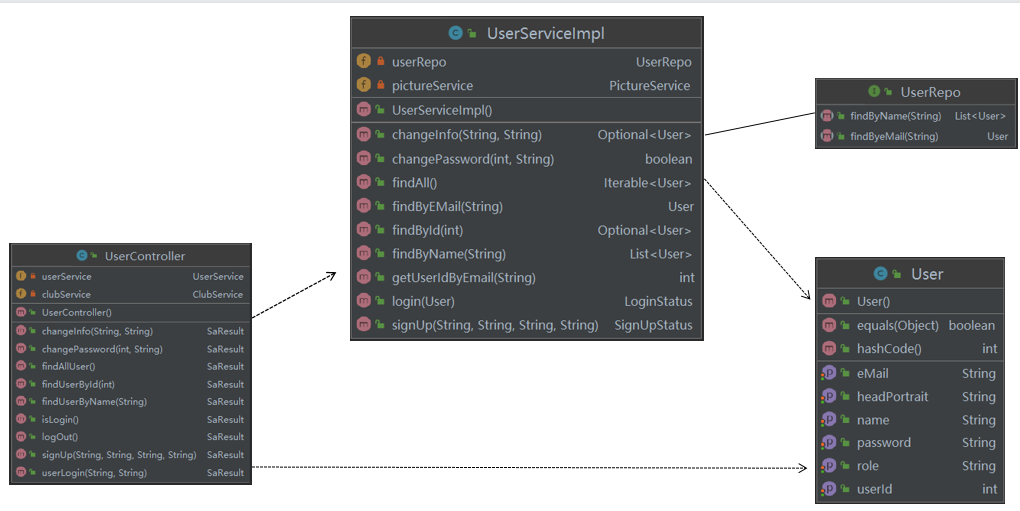 UserServiceImpl
userRepo UserRepo
pictureService PictureService
UserServiceImpl()
changeInfo(String, String) Optional<User>
changePassword(int, String) boolean
findAll() Iterable<User>
findByEMail(String) User
findById(int) Optional<User>
findByName(String) List<User>
getUserIdByEmail(String) int
login(User) LoginStatus
signUp(String, String, String, String) SignUpStatus
UserRepo
findByName(String) List<User>
findByeMail(String) User
UserController
userService UserService
clubService ClubService
UserController()
changeInfo(String, String) SaResult
changePassword(int, String) SaResult
findAllUser() SaResult
findUserById(int) SaResult
findUserByName(String) SaResult
isLogin() SaResult
logOut() SaResult
signUp(String, String, String, String) SaResult
userLogin(String, String) SaResult
User
User()
equals(Object) boolean
hashCode() int
eMail String
headPortrait String
name String
password String
role String
userId int